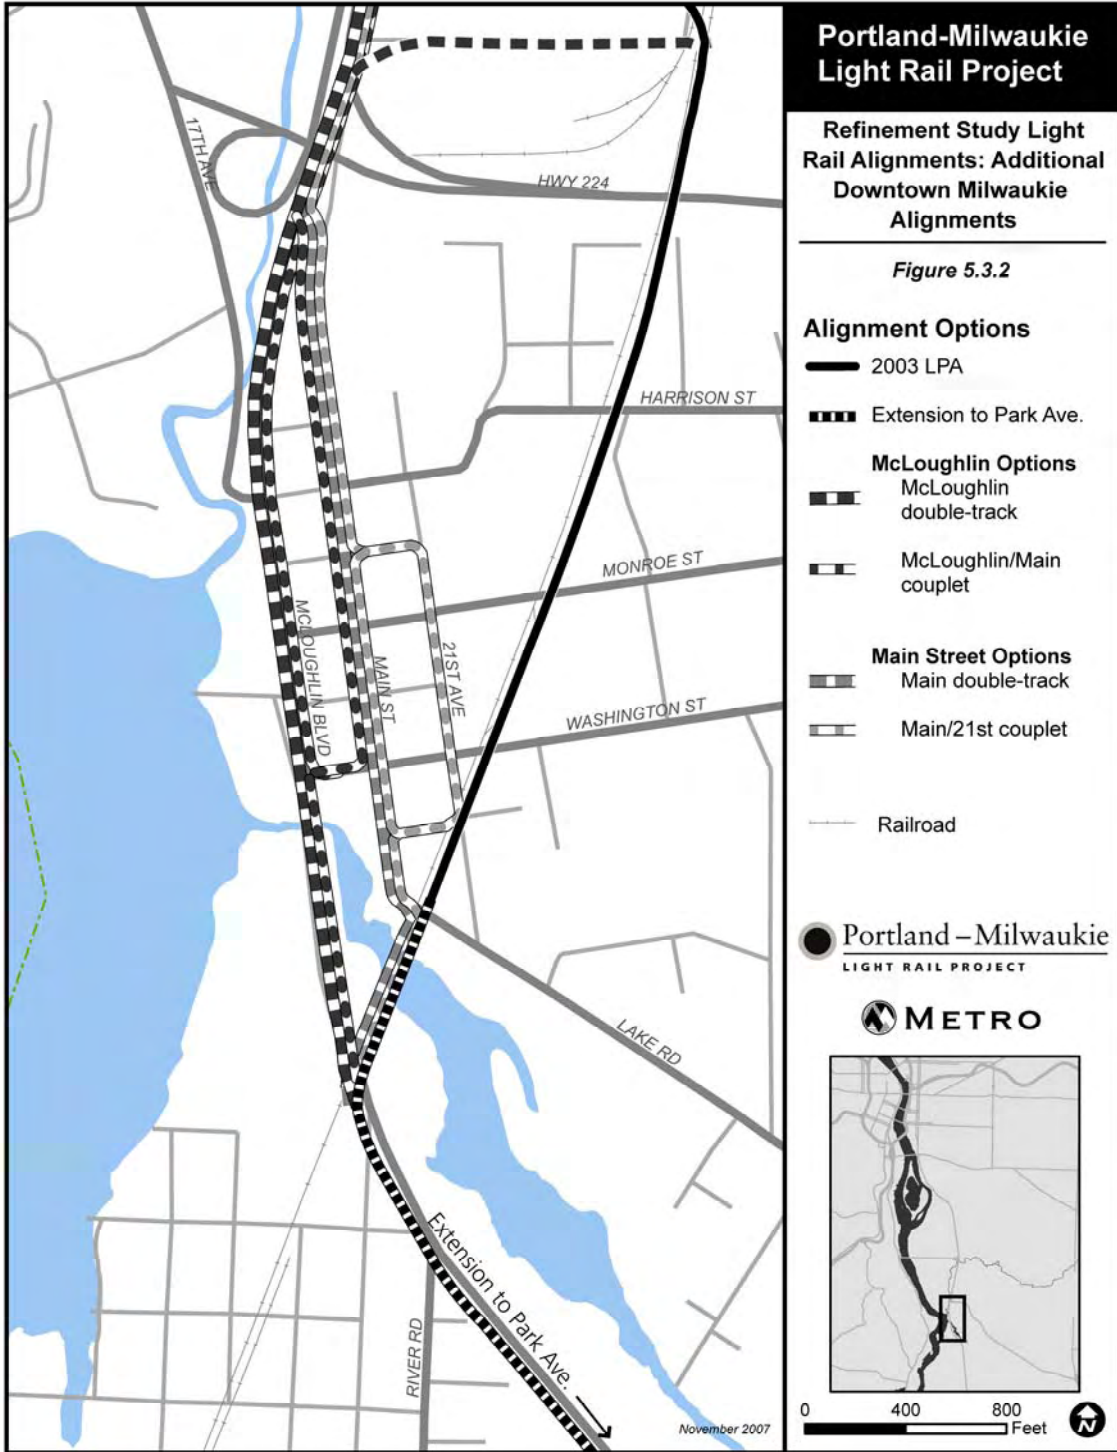 Portland-Milwaukie
Light Rail Project
Refinement Study Light
Rail Alignments: Additional
Downtown Milwaukie
Alignments
Figure 5.3.2
Alignment Options
2003 LPA
Extension to Park Ave.
McLoughlin Options
McLoughlin
double-track
McLoughlin/Main
couplet
Main Street Options
Main double-track
Main/21st couplet
Railroad
Portland – Milwaukie
LIGHT RAIL PROJECT
METRO
0 400 800
Feet
N
17TH AVE
HWY 224
HARRISON ST
MONROE ST
MCLOUGHLIN BLVD
MAIN ST
21ST AVE
WASHINGTON ST
LAKE RD
Extension to Park Ave.
RIVER RD
November 2007